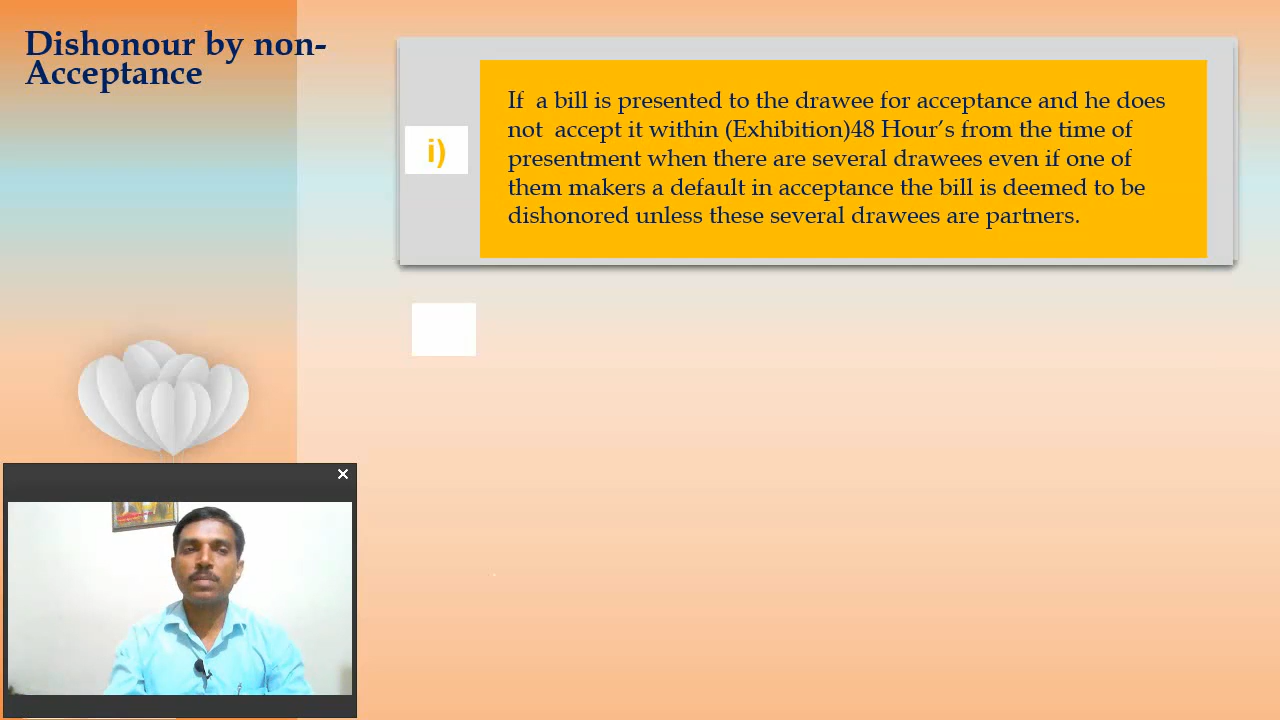 Dishonour by non-
Acceptance
i)
If a bill is presented to the drawee for acceptance and he does
not accept it within (Exhibition)48 Hour’s from the time of
presentment when there are several drawees even if one of
them makers a default in acceptance the bill is deemed to be
dishonored unless these several drawees are partners.